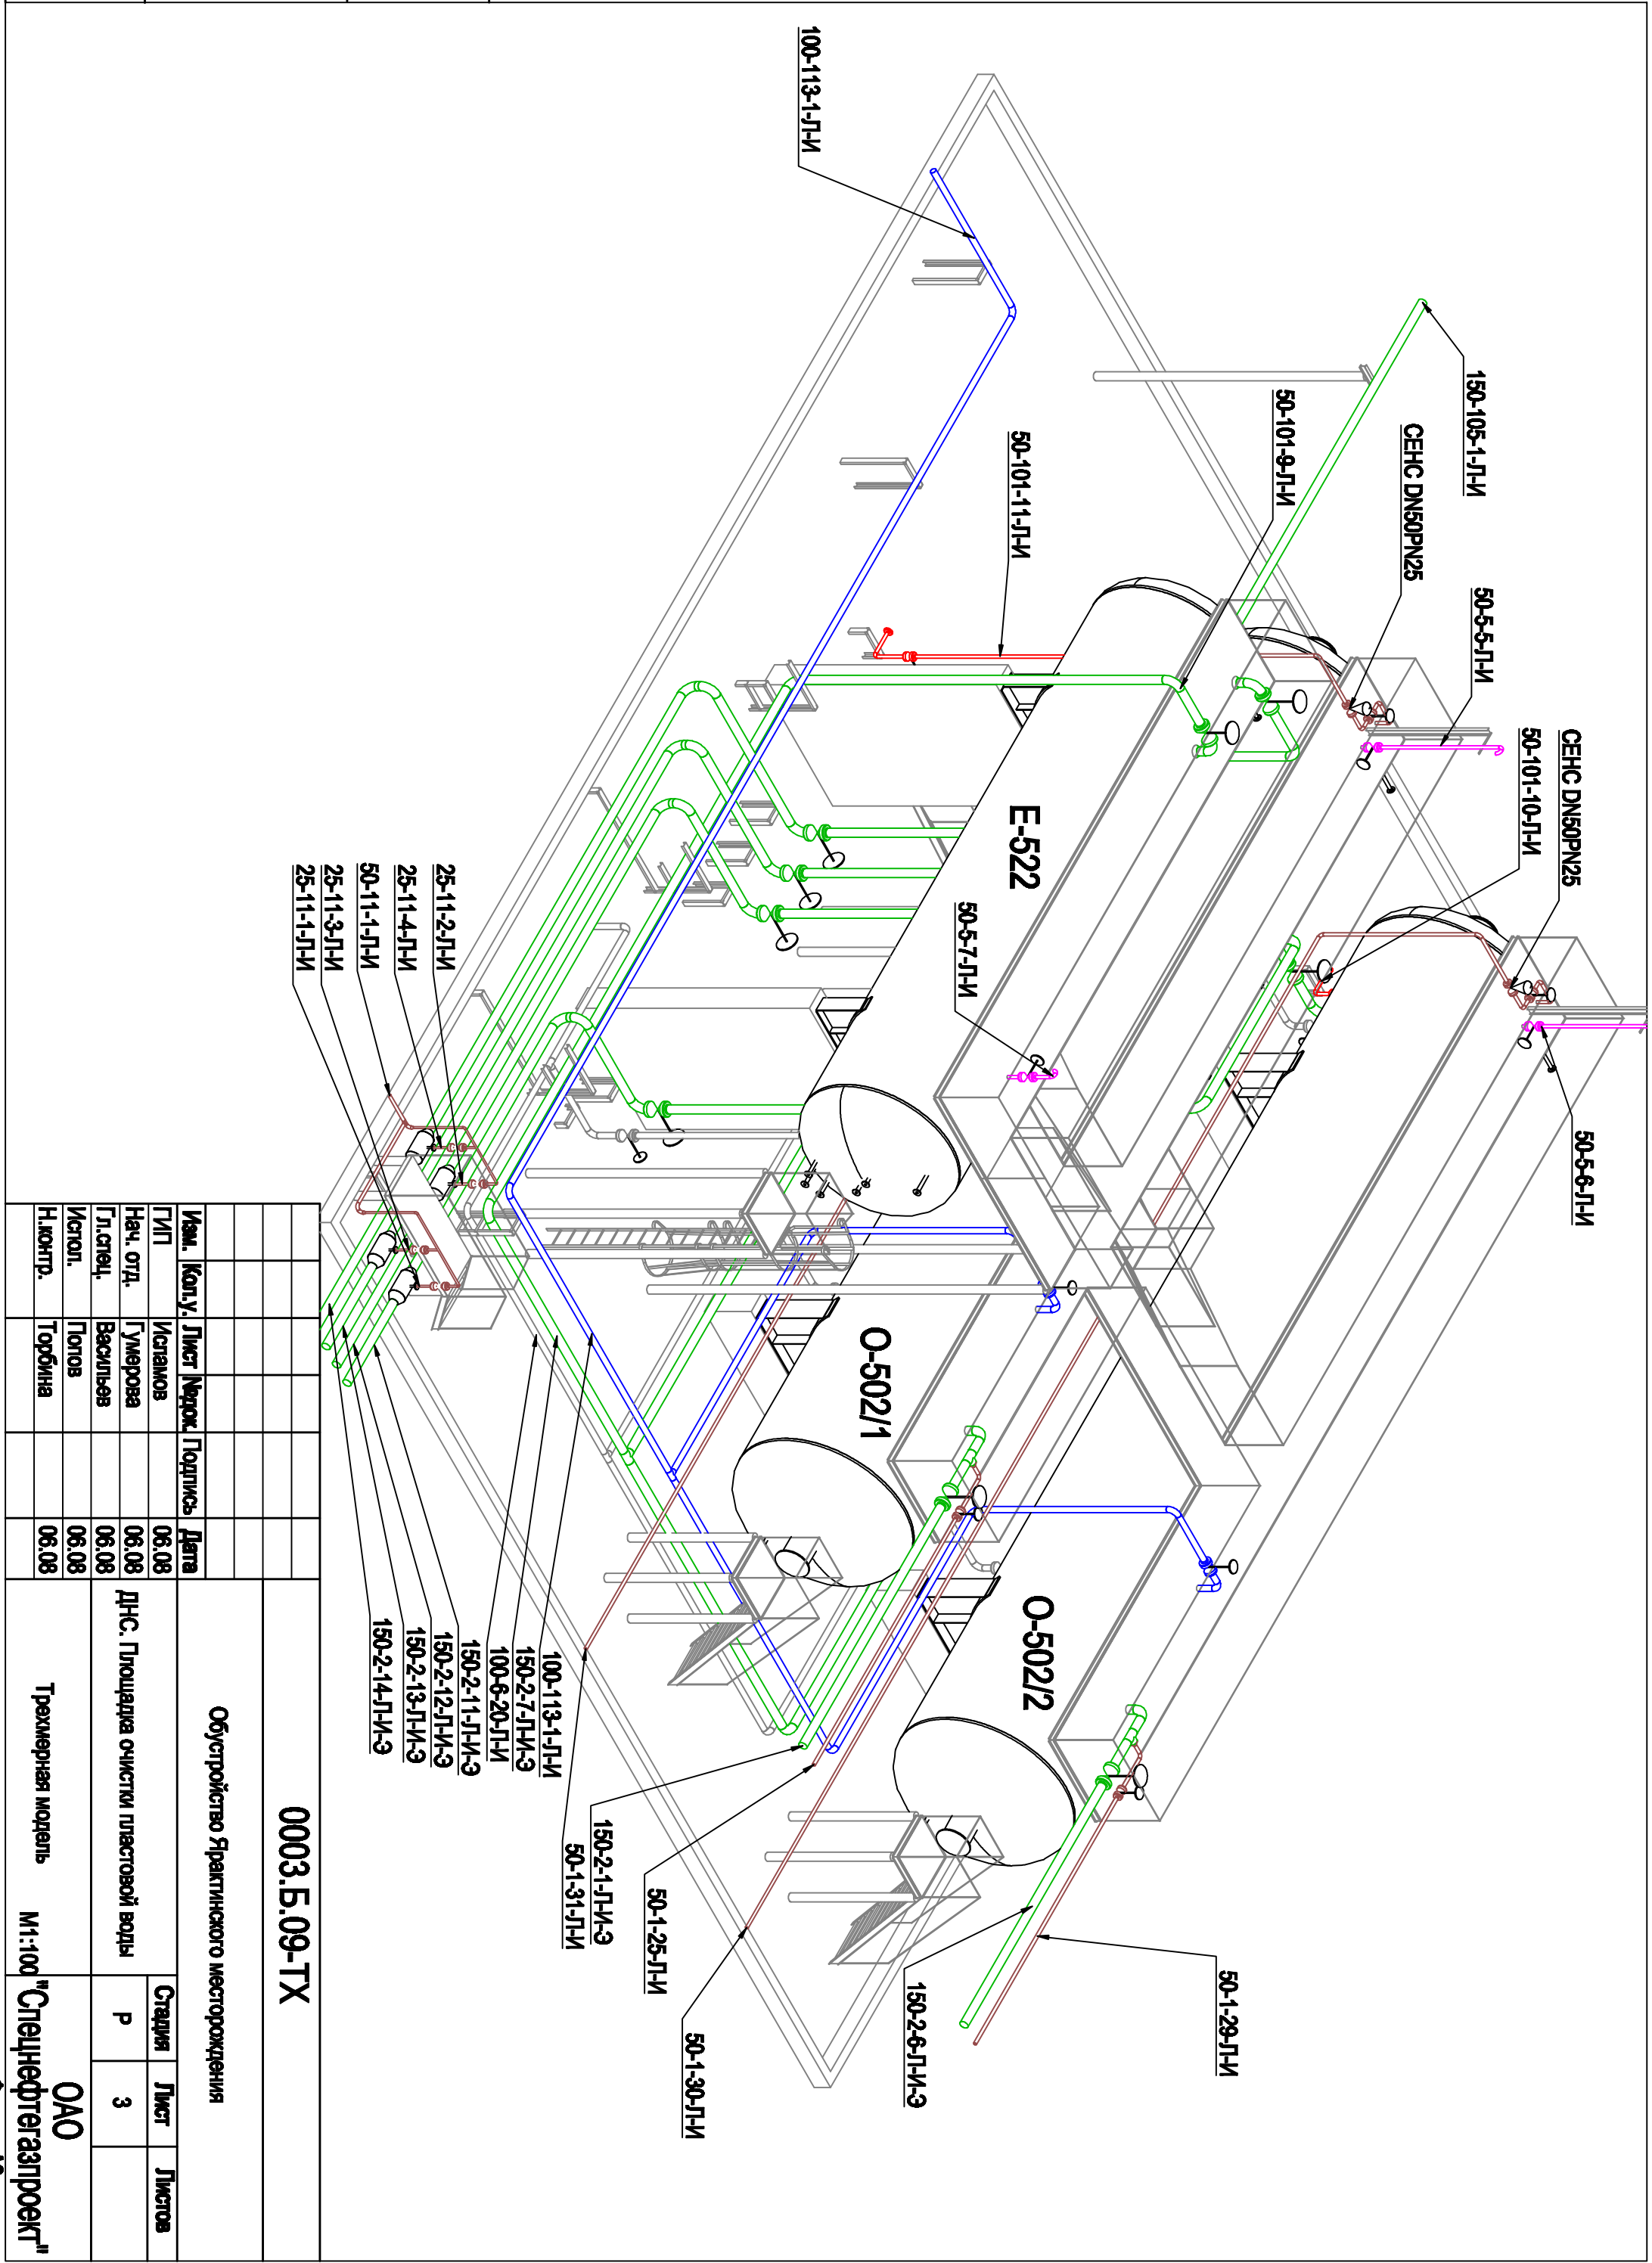 150-105-1-Л-И
50-5-5-Л-И
СЕНС DN50PN25
50-101-9-Л-И
50-101-11-Л-И
100-113-1-Л-И
СЕНС DN50PN25
50-101-10-Л-И
50-5-6-Л-И
Е-522
50-5-7-Л-И
О-502/1
О-502/2
25-11-2-Л-И
25-11-4-Л-И
50-11-1-Л-И
25-11-3-Л-И
25-11-1-Л-И
50-1-29-Л-И
150-2-6-Л-И-Э
50-1-30-Л-И
50-1-25-Л-И
150-2-1-Л-И-Э
50-1-31-Л-И
100-113-1-Л-И
150-2-7-Л-И-Э
100-6-20-Л-И
150-2-11-Л-И-Э
150-2-12-Л-И-Э
150-2-13-Л-И-Э
150-2-14-Л-И-Э
0003.Б.09-ТХ
Обустройство Ярактинского месторождения
Изм. Кол.у. Лист №док. Подпись Дата
ГИП Исламов 06.08
Нач. отд. Гумерова 06.08
Гл.спец. Васильев 06.08
Испол. Попов 06.08
Н.контр. Торбина 06.08
ДНС. Площадка очистки пластовой воды
Стадия Лист Листов
Р 3
Трехмерная модель М1:100
ОАО
"Спецнефтегазпроект"